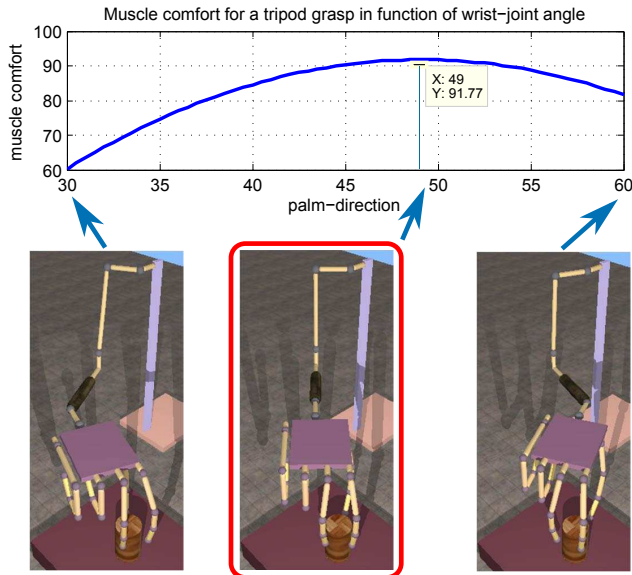 Muscle comfort for a tripod grasp in function of wrist−joint angle
100
90
80
70
60
muscle comfort
X: 49
Y: 91.77
30 35 40 45 50 55 60
palm−direction